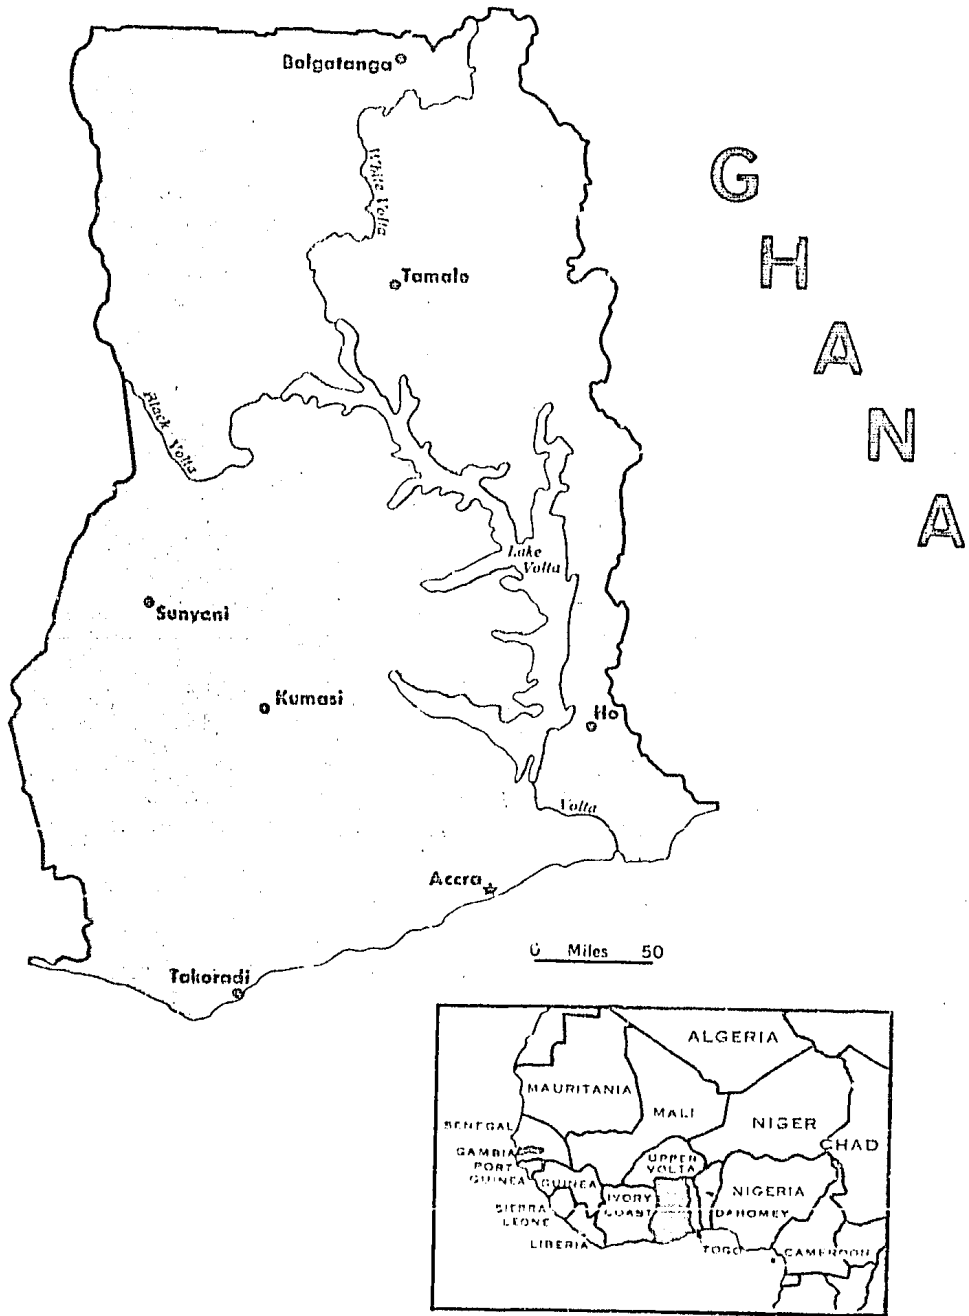 Bolgatanga
White Volta
Tamale
Black Volta
Lake
Volta
Sunyani
Kumasi
Ho
Volta
Accra
Takoradi
0 Miles 50
G
H
A
N
A
ALGERIA
MAURITANIA
MALI
NIGER
CHAD
SENEGAL
GAMBIA
PORT
GUINEA
GUINEA
UPPER
VOLTA
IVORY
COAST
NIGERIA
DAHOMEY
SIERRA
LEONE
LIBERIA
TOGO
CAMEROON